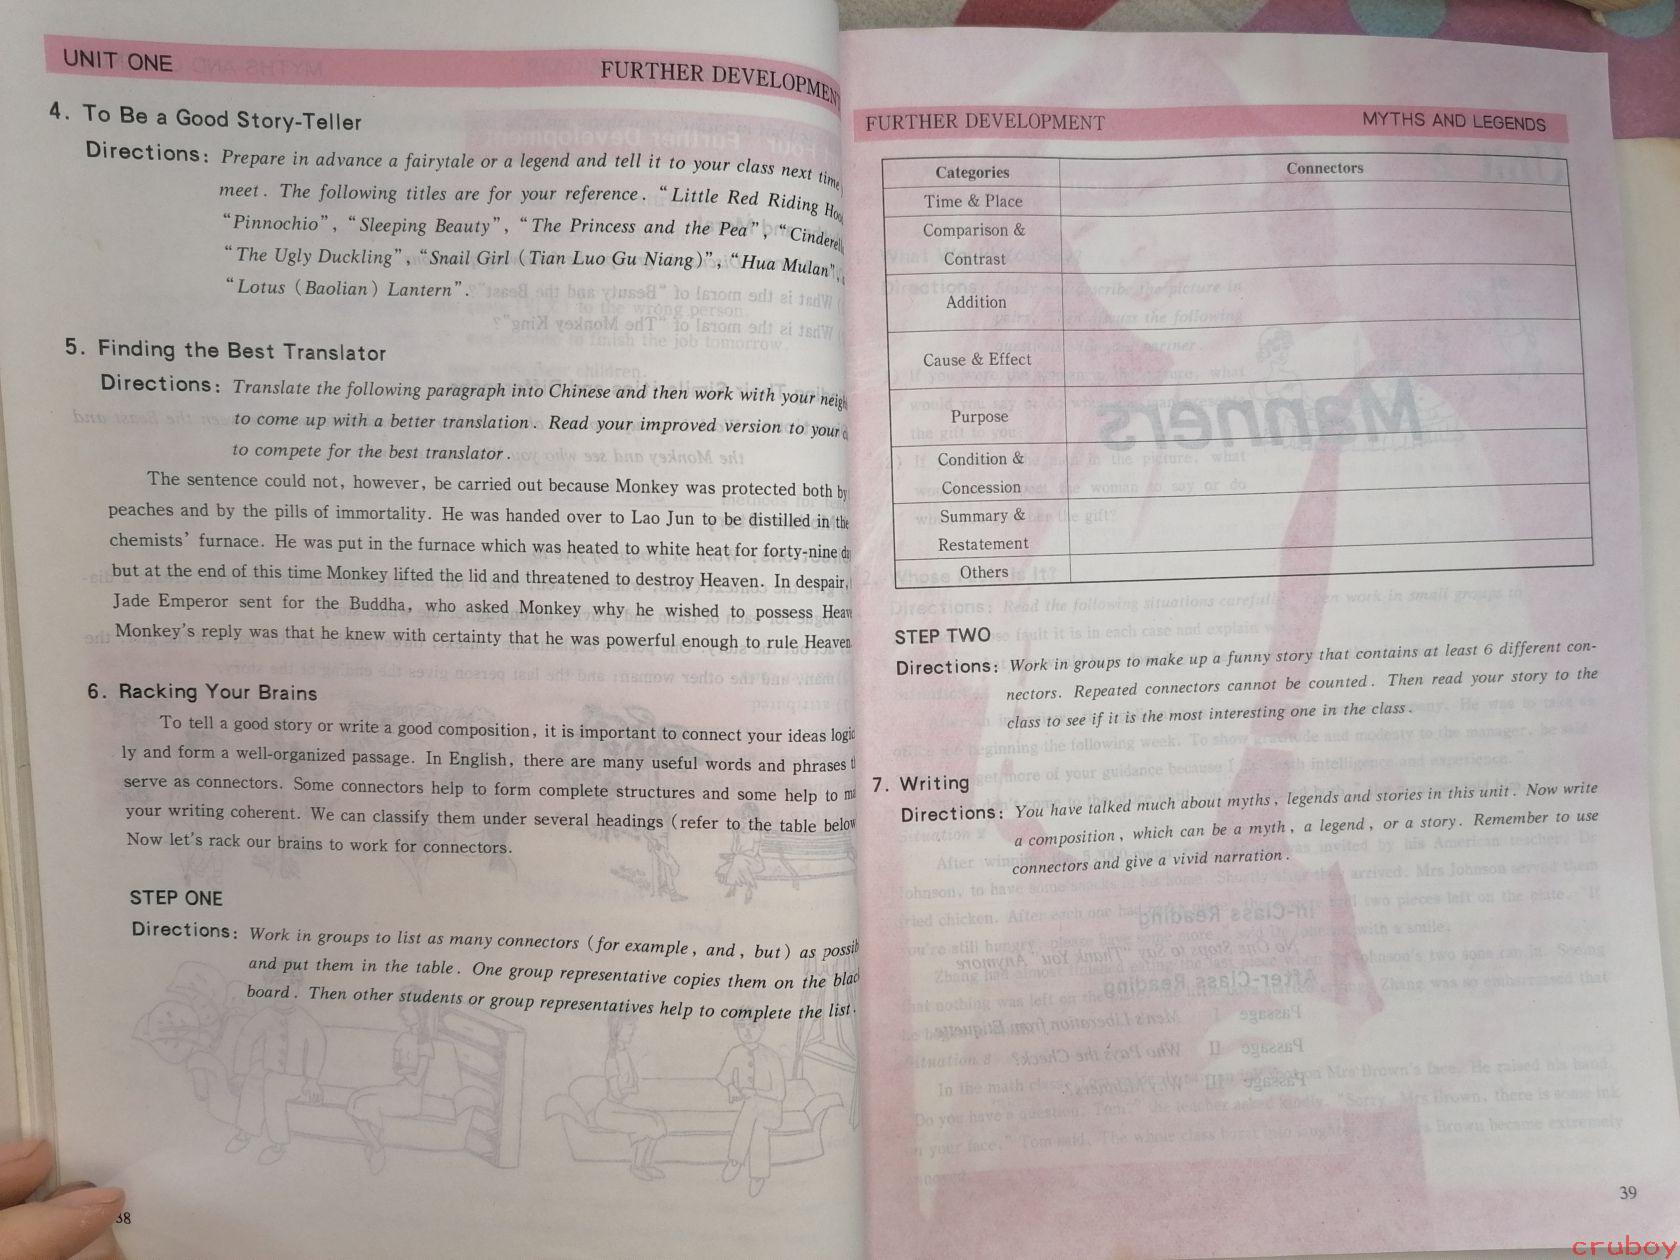 UNIT ONE
FURTHER DEVELOPMENT
4. To Be a Good Story-Teller
Directions: Prepare in advance a fairytale or a legend and tell it to your class next time
meet. The following titles are for your reference. “Little Red Riding
“Pinnochio”, “Sleeping Beauty”, “The Princess and the Pea”,
“The Ugly Duckling”, “Snail Girl (Tian Luo Gu Niang)”, “Hua Mulan”,
“Lotus (Baolian) Lantern”.
5. Finding the Best Translator
Directions: Translate the following paragraph into Chinese and then work with your
to come up with a better translation. Read your improved version to your
to compete for the best translator.
The sentence could not, however, be carried out because Monkey was protected both by
peaches and by the pills of immortality. He was handed over to Lao Jun to be distilled in the
chemists' furnace. He was put in the furnace which was heated to white heat for forty-nine
but at the end of this time Monkey lifted the lid and threatened to destroy Heaven. In despair,
Jade Emperor sent for the Buddha, who asked Monkey why he wished to possess
Monkey's reply was that he knew with certainty that he was powerful enough to rule Heaven
6. Racking Your Brains
To tell a good story or write a good composition, it is important to connect your ideas logic
ly and form a well-organized passage. In English, there are many useful words and phrases
serve as connectors. Some connectors help to form complete structures and some help to
your writing coherent. We can classify them under several headings (refer to the table below
Now let's rack our brains to work for connectors.
STEP ONE
Directions: Work in groups to list as many connectors (for example, and, but) as
and put them in the table. One group representative copies them on the
board. Then other students or group representatives help to complete the list.
38
FURTHER DEVELOPMENT
MYTHS AND LEGENDS
Categories Connectors
Time & Place
Comparison &
Contrast
Addition
Cause & Effect
Purpose
Condition &
Concession
Summary &
Restatement
Others
STEP TWO
Directions: Work in groups to make up a funny story that contains at least 6 different con-
nectors. Repeated connectors cannot be counted. Then read your story to the
class to see if it is the most interesting one in the class.
7. Writing
Directions: You have talked much about myths, legends and stories in this unit. Now write
a composition, which can be a myth, a legend, or a story. Remember to use
connectors and give a vivid narration.
39
cruboy